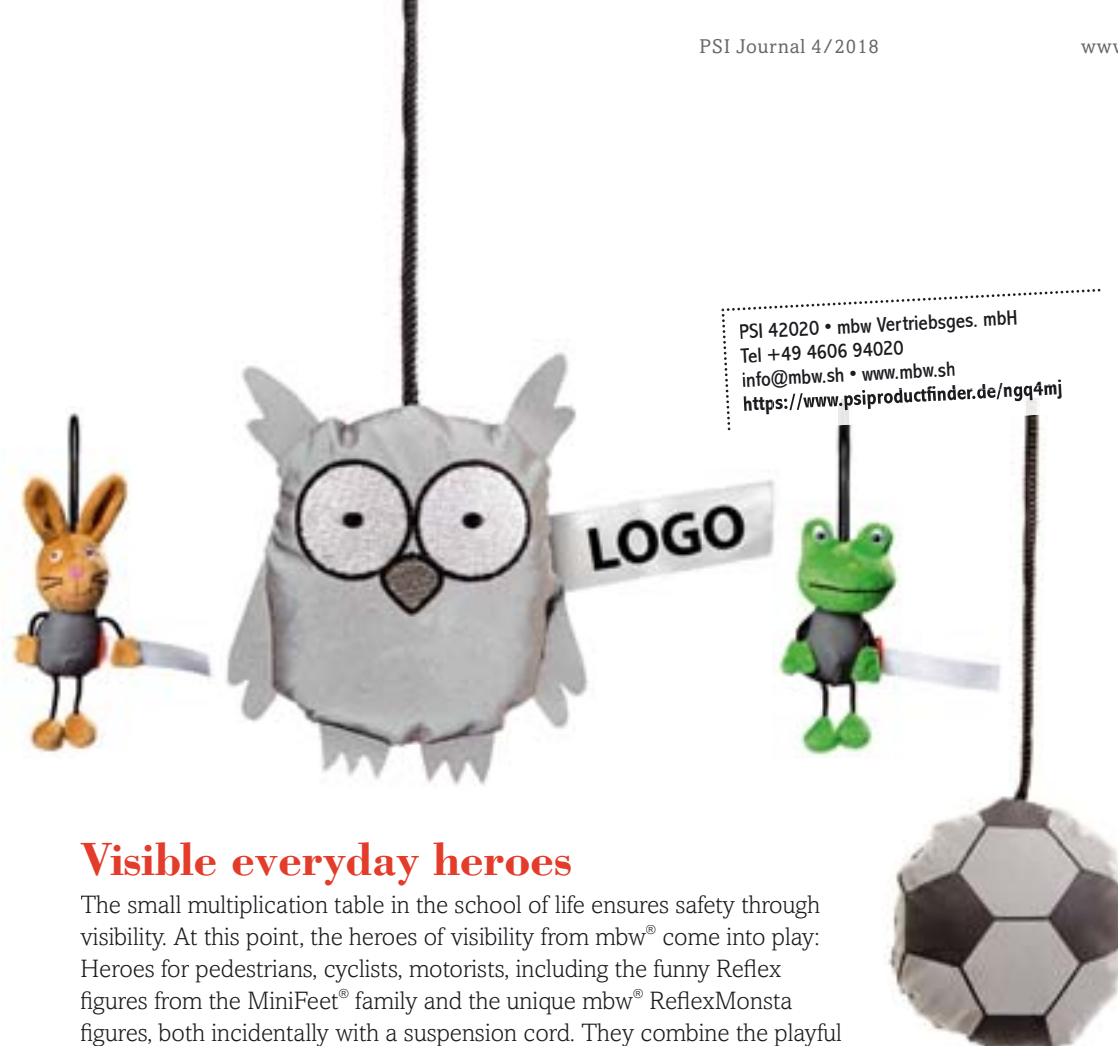 PSI Journal 4/2018
PSI 42020 • mbw Vertriebsges. mbH
Tel +49 4606 94020
info@mbw.sh • www.mbw.sh
https://www.psiproductfinder.de/ngq4mj
LOGO
Visible everyday heroes
The small multiplication table in the school of life ensures safety through
visibility. At this point, the heroes of visibility from mbw® come into play:
Heroes for pedestrians, cyclists, motorists, including the funny Reflex
figures from the MiniFeet® family and the unique mbw® ReflexMonsta
figures, both incidentally with a suspension cord. They combine the playful